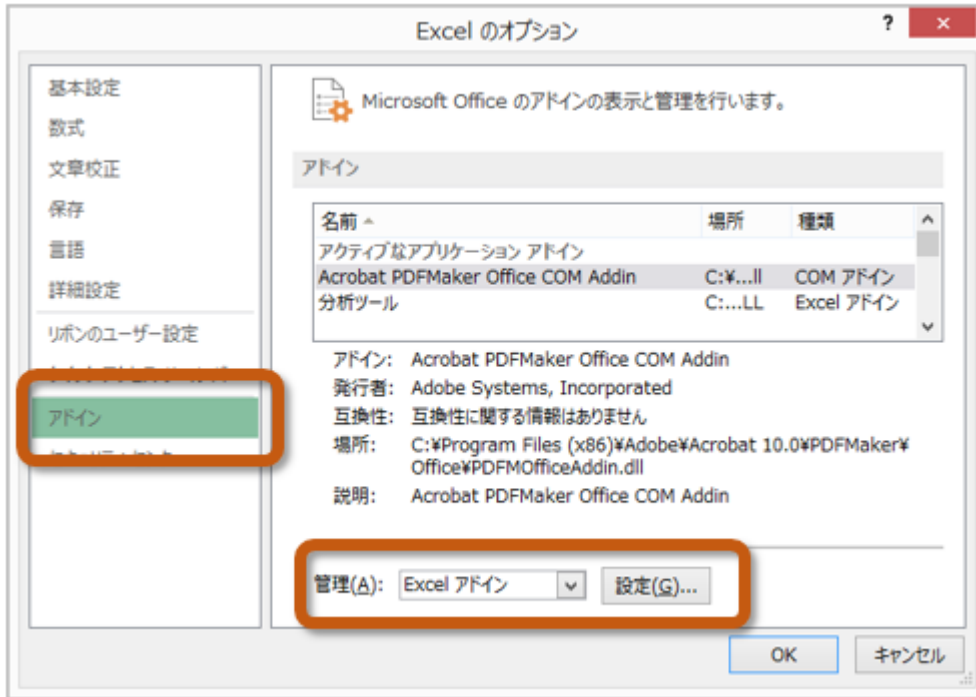 Excel のオプション
?
基本設定
数式
文章校正
保存
言語
詳細設定
リボンのユーザー設定
アドイン
Microsoft Office のアドインの表示と管理を行います。
アドイン
名前 場所 種類
アクティブなアプリケーション アドイン
Acrobat PDFMaker Office COM Addin C:¥...ll COM アドイン
分析ツール C:...LL Excel アドイン
アドイン: Acrobat PDFMaker Office COM Addin
発行者: Adobe Systems, Incorporated
互換性: 互換性に関する情報はありません
場所: C:¥Program Files (x86)¥Adobe¥Acrobat 10.0¥PDFMaker¥
Office¥PDFMOfficeAddin.dll
説明: Acrobat PDFMaker Office COM Addin
管理(A): Excel アドイン 設定(G)...
OK キャンセル